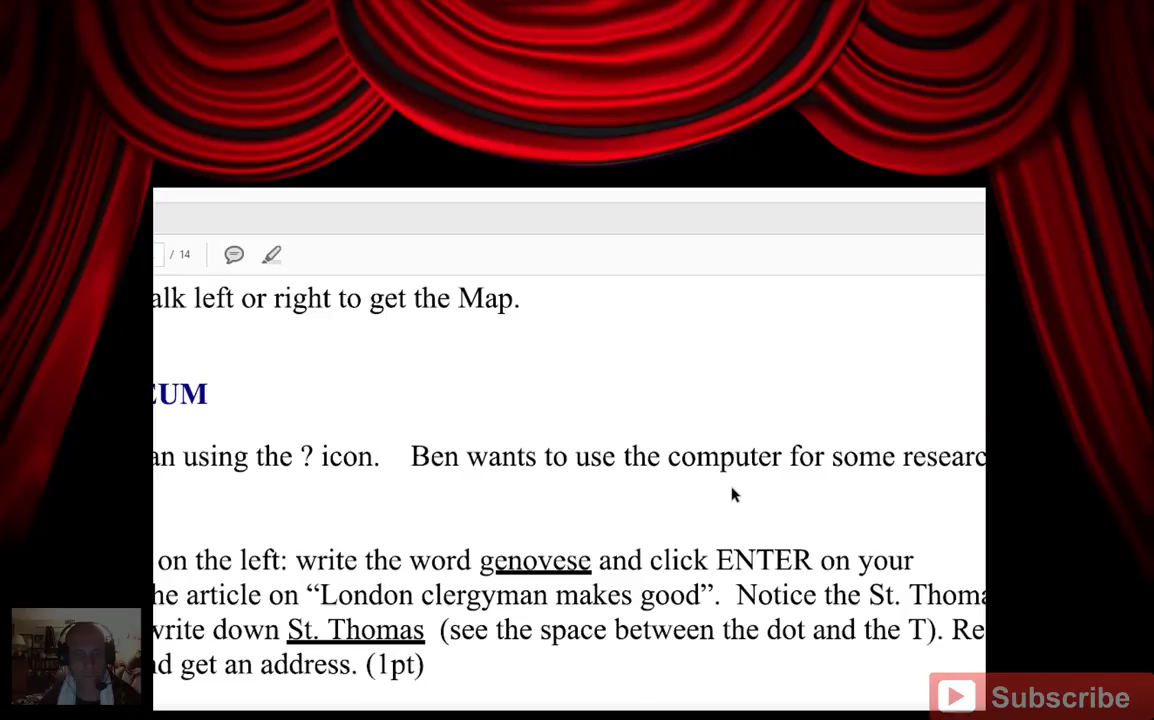 / 14
alk left or right to get the Map.
EUM
an using the ? icon. Ben wants to use the computer for some researc
on the left: write the word genovese and click ENTER on your
he article on “London clergyman makes good”. Notice the St. Thoma
write down St. Thomas (see the space between the dot and the T). Re
nd get an address. (1pt)
Subscribe